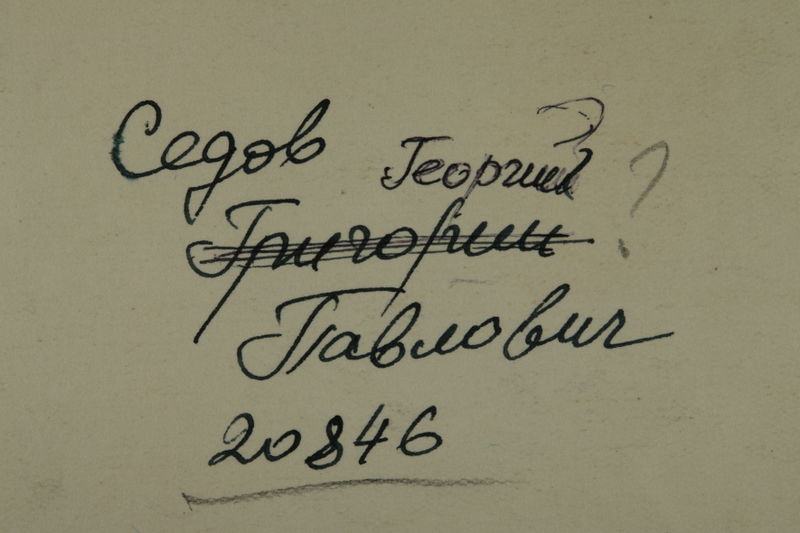 Седов Георгий ?
Григорий
Павлович
20846